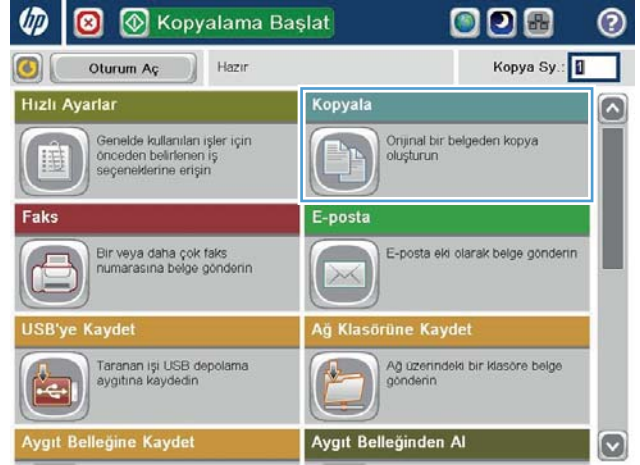 hp
Kopyalama Başlat
?
Oturum Aç
Hazır
Kopya Sy.: 1
Hızlı Ayarlar
Genelde kullanılan işler için
önceden belirlenen iş
seçeneklerine erişin
Kopyala
Orijinal bir belgeden kopya
oluşturun
Faks
Bir veya daha çok faks
numarasına belge gönderin
E-posta
E-posta eki olarak belge gönderin
USB'ye Kaydet
Taranan işi USB depolama
aygıtına kaydedin
Ağ Klasörüne Kaydet
Ağ üzerindeki bir klasöre belge
gönderin
Aygıt Belleğine Kaydet
Aygıt Belleğinden Al